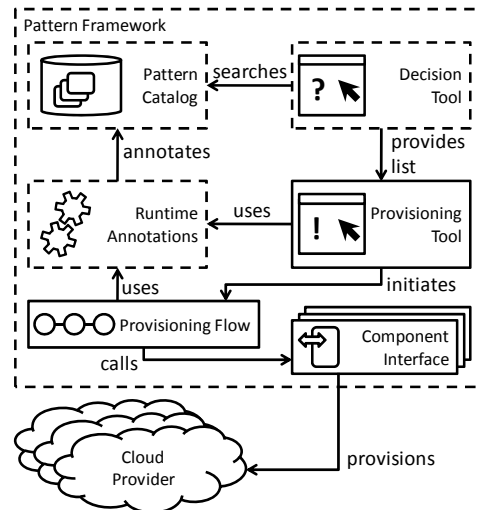 Pattern Framework
Pattern
Catalog
searches
Decision
Tool
?
annotates
provides
list
Runtime
Annotations
uses
!
Provisioning
Tool
uses
initiates
Provisioning Flow
calls
Component
Interface
Cloud
Provider
provisions